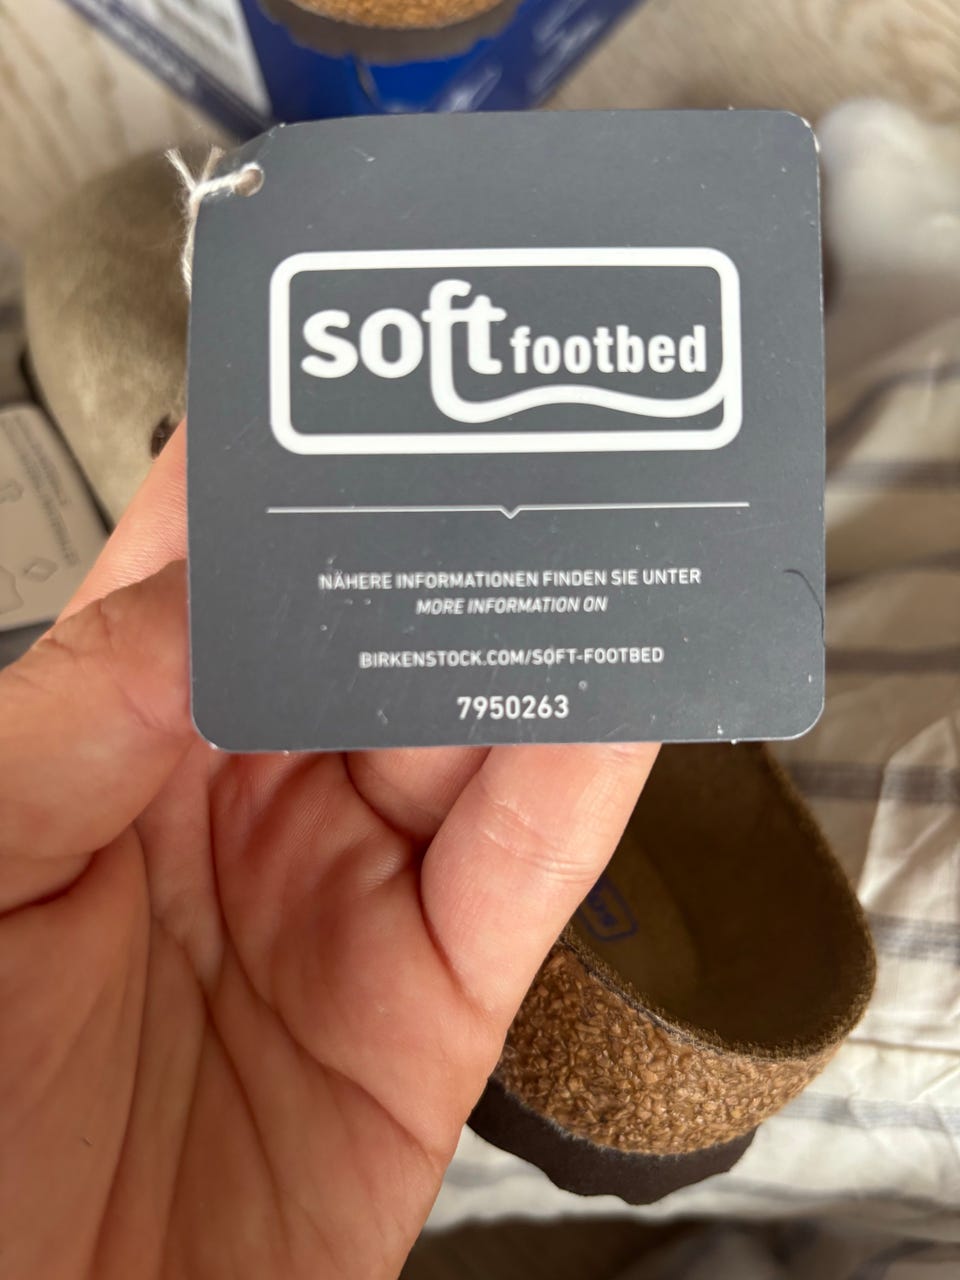 soft footbed
NÄHERE INFORMATIONEN FINDEN SIE UNTER
MORE INFORMATION ON
BIRKENSTOCK.COM/SOFT-FOOTBED
7950263